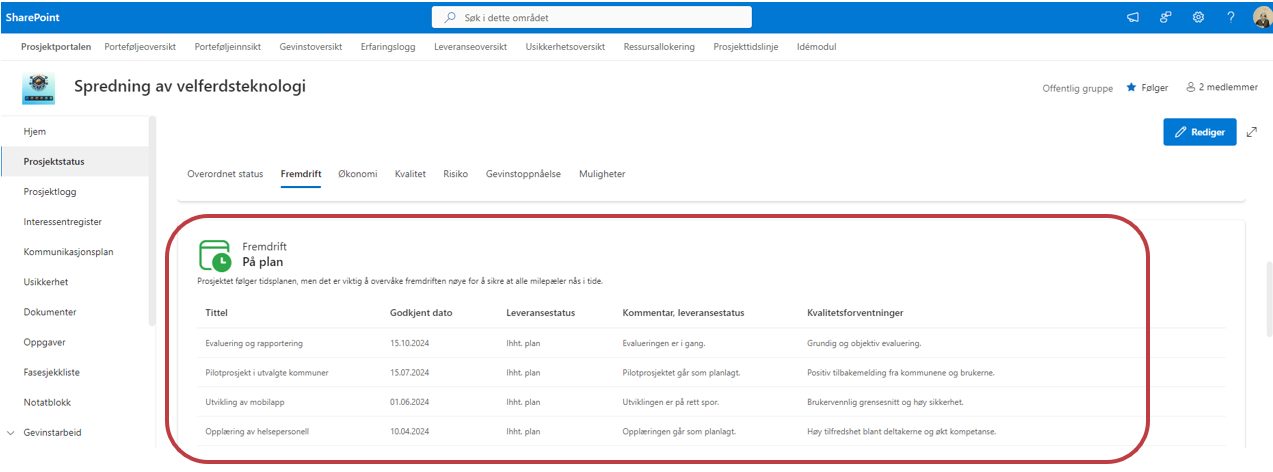 SharePoint
Søk i dette området
?
Prosjektportalen Porteføljeoversikt Porteføljeinnsikt Gevinstoversikt Erfaringslogg Leveranseoversikt Usikkerhetsoversikt Ressursallokering Prosjekttidslinje Idémodul
Spredning av velferdsteknologi
Offentlig gruppe Følger 2 medlemmer
Hjem
Prosjektstatus
Prosjektlogg
Interessentregister
Kommunikasjonsplan
Usikkerhet
Dokumenter
Oppgaver
Fasesjekkliste
Notatblokk
Gevinstarbeid
Rediger
Overordnet status Fremdrift Økonomi Kvalitet Risiko Gevinstoppnåelse Muligheter
Fremdrift
På plan
Prosjektet følger tidsplanen, men det er viktig å overvåke fremdriften nøye for å sikre at alle milepæler nås i tide.
Tittel Godkjent dato Leveransestatus Kommentar, leveransestatus Kvalitetsforventninger
Evaluering og rapportering 15.10.2024 Ihht. plan Evalueringen er i gang. Grundig og objektiv evaluering.
Pilotprosjekt i utvalgte kommuner 15.07.2024 Ihht. plan Pilotprosjektet går som planlagt. Positiv tilbakemelding fra kommunene og brukerne.
Utvikling av mobilapp 01.06.2024 Ihht. plan Utviklingen er på rett spor. Brukervennlig grensesnitt og høy sikkerhet.
Opplæring av helsepersonell 10.04.2024 Ihht. plan Opplæringen går som planlagt. Høy tilfredshet blant deltakerne og økt kompetanse.